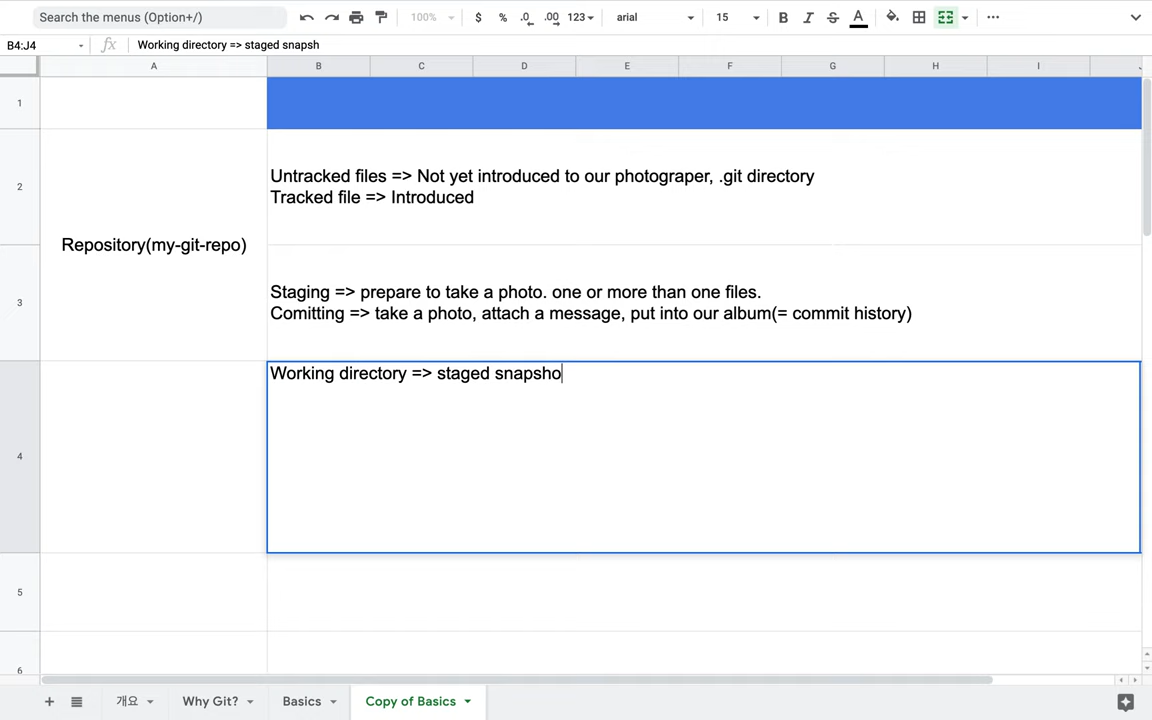 Search the menus (Option+/)
100%
$
%
.0
.00
123
arial
15
B
I
S
A
B4:J4
fx
Working directory => staged snapsh
A
B
C
D
E
F
G
H
I
1
2
Untracked files => Not yet introduced to our photograper, .git directory
Tracked file => Introduced
Repository(my-git-repo)
3
Staging => prepare to take a photo. one or more than one files.
Comitting => take a photo, attach a message, put into our album(= commit history)
4
Working directory => staged snapsho
5
6
개요
Why Git?
Basics
Copy of Basics